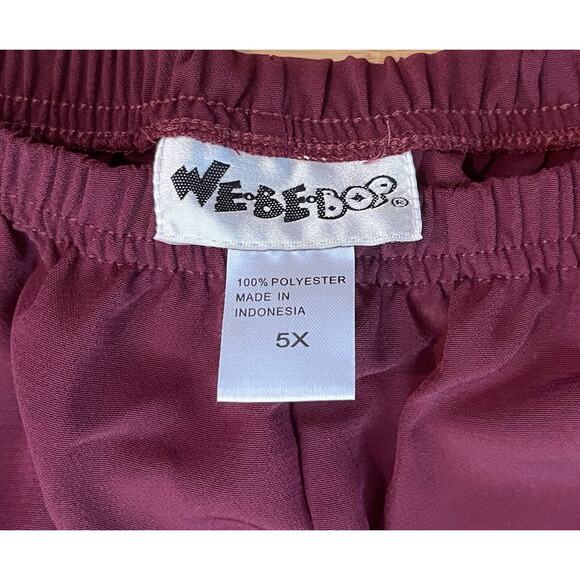 WE·BE·BOP®
100% POLYESTER
MADE IN
INDONESIA
5X